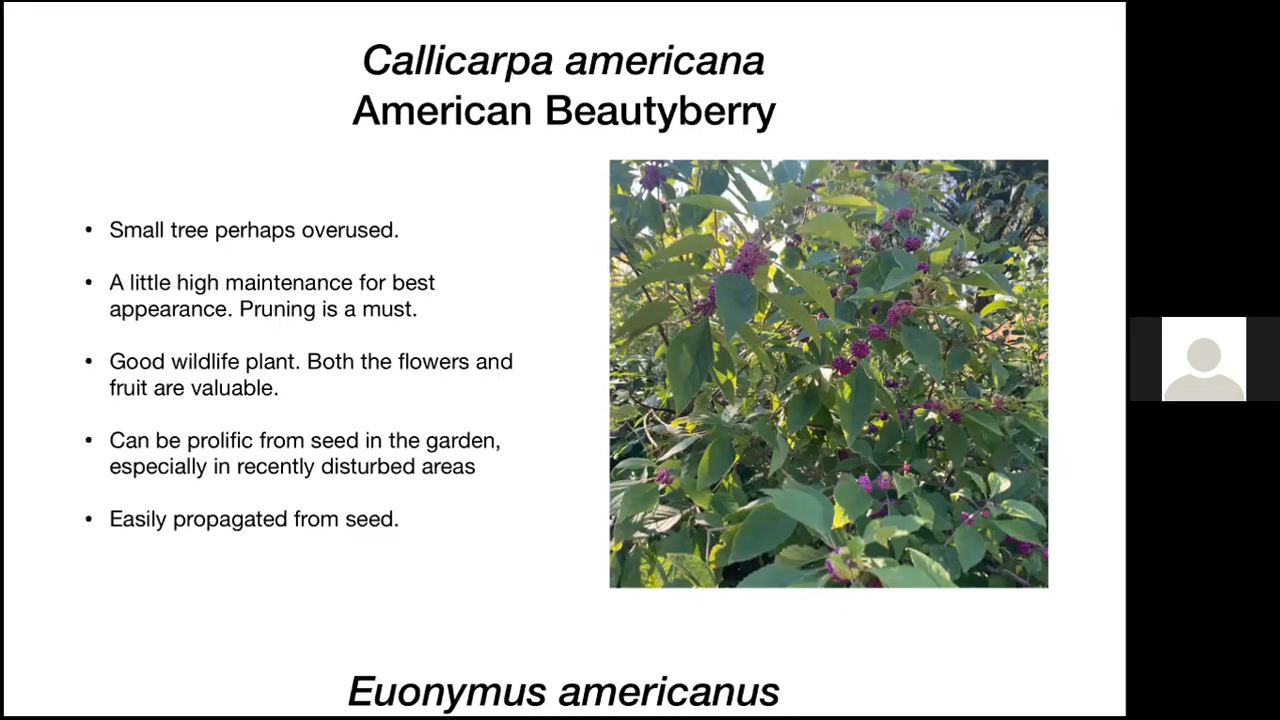 Callicarpa americana
American Beautyberry
• Small tree perhaps overused.
• A little high maintenance for best
appearance. Pruning is a must.
• Good wildlife plant. Both the flowers and
fruit are valuable.
• Can be prolific from seed in the garden,
especially in recently disturbed areas
• Easily propagated from seed.
Euonymus americanus